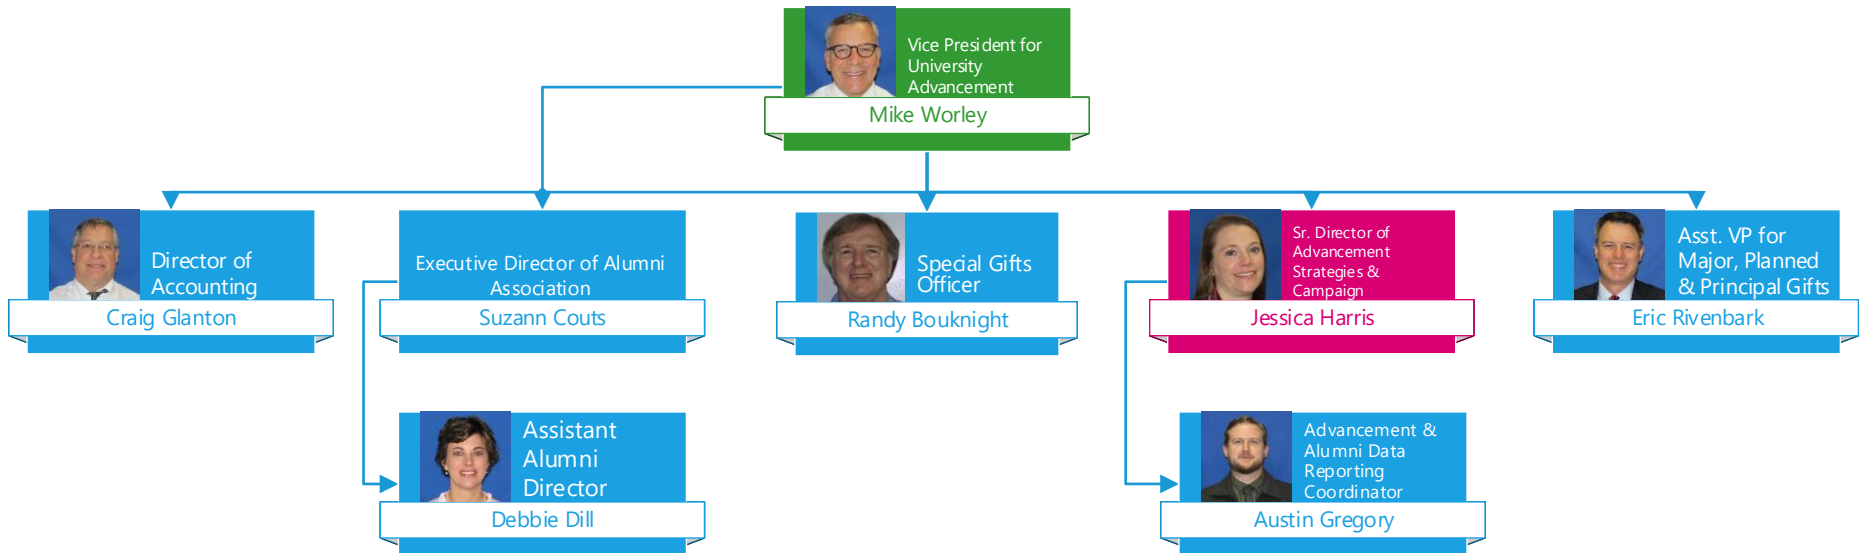 Vice President for
University
Advancement
Mike Worley
Director of
Accounting
Craig Glanton
Executive Director of Alumni
Association
Suzann Couts
Special Gifts
Officer
Randy Bouknight
Sr. Director of
Advancement
Strategies &
Campaign
Jessica Harris
Asst. VP for
Major, Planned
& Principal Gifts
Eric Rivenbark
Assistant
Alumni
Director
Debbie Dill
Advancement &
Alumni Data
Reporting
Coordinator
Austin Gregory